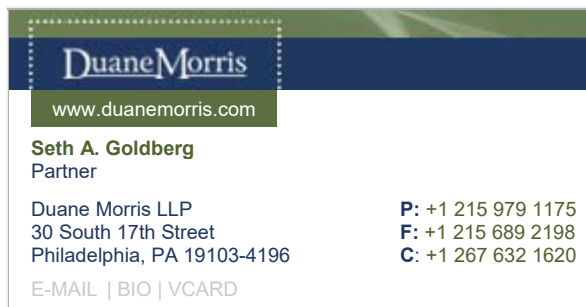 DuaneMorris
www.duanemorris.com
Seth A. Goldberg
Partner
Duane Morris LLP
30 South 17th Street
Philadelphia, PA 19103-4196
P: +1 215 979 1175
F: +1 215 689 2198
C: +1 267 632 1620
E-MAIL | BIO | VCARD